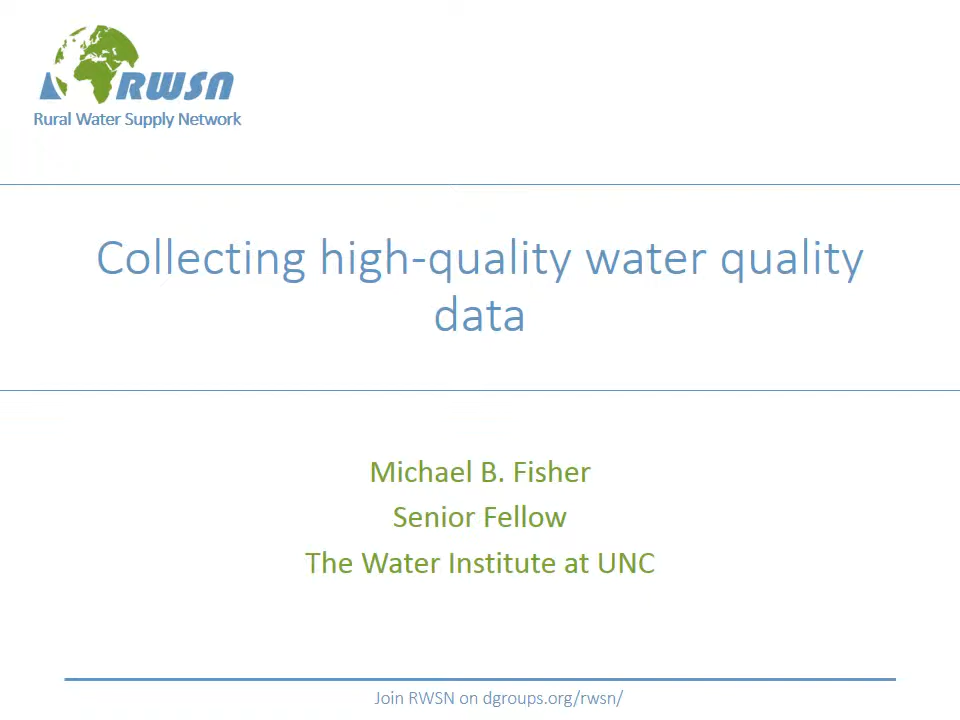 RWSN
Rural Water Supply Network
Collecting high-quality water quality
data
Michael B. Fisher
Senior Fellow
The Water Institute at UNC
Join RWSN on dgroups.org/rwsn/